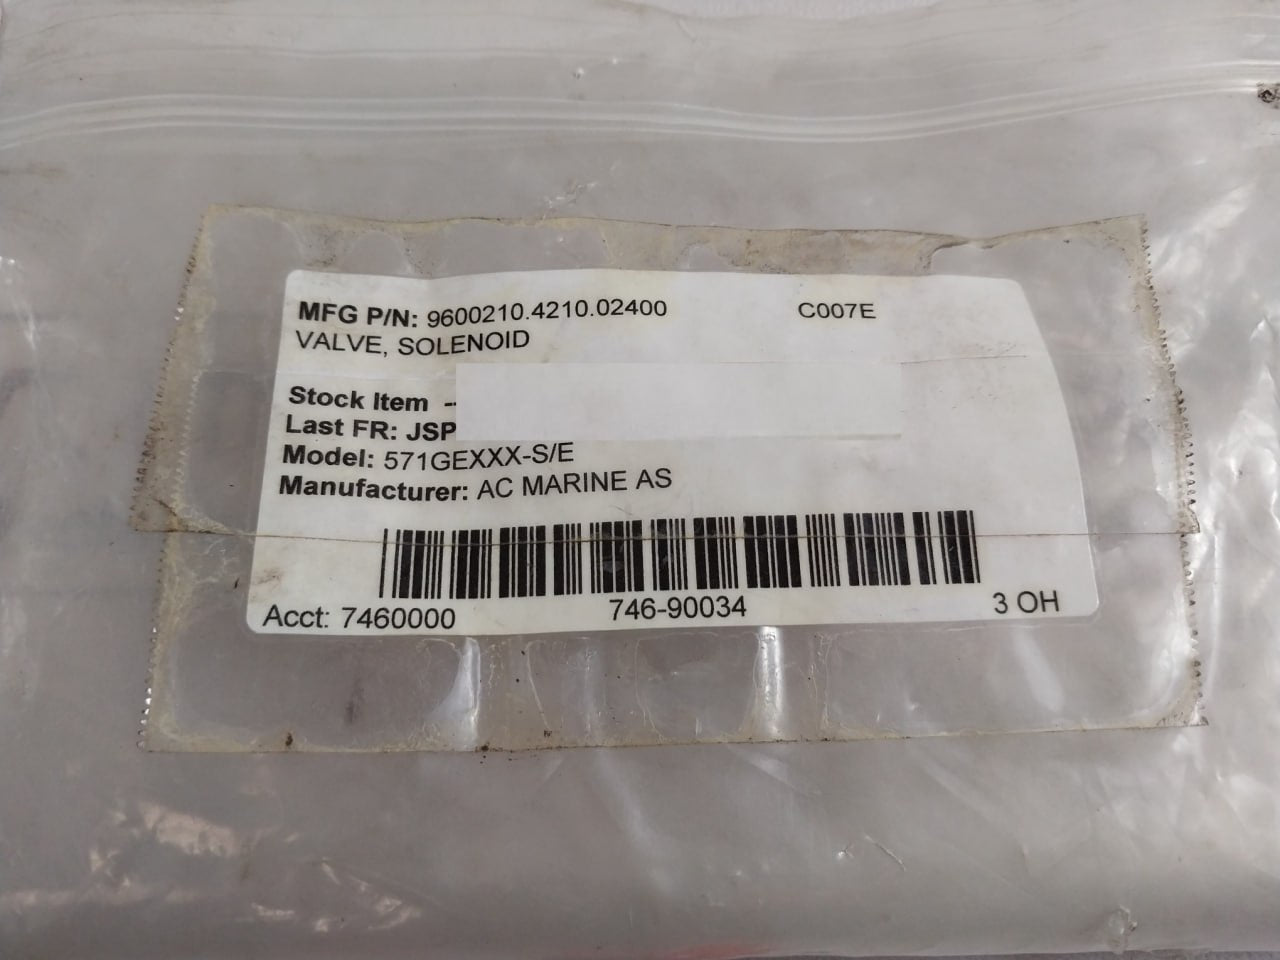 MFG P/N: 9600210.4210.02400 C007E
VALVE, SOLENOID
Stock Item --
Last FR: JSP
Model: 571GEXXX-S/E
Manufacturer: AC MARINE AS
Acct: 7460000 746-90034 3 OH